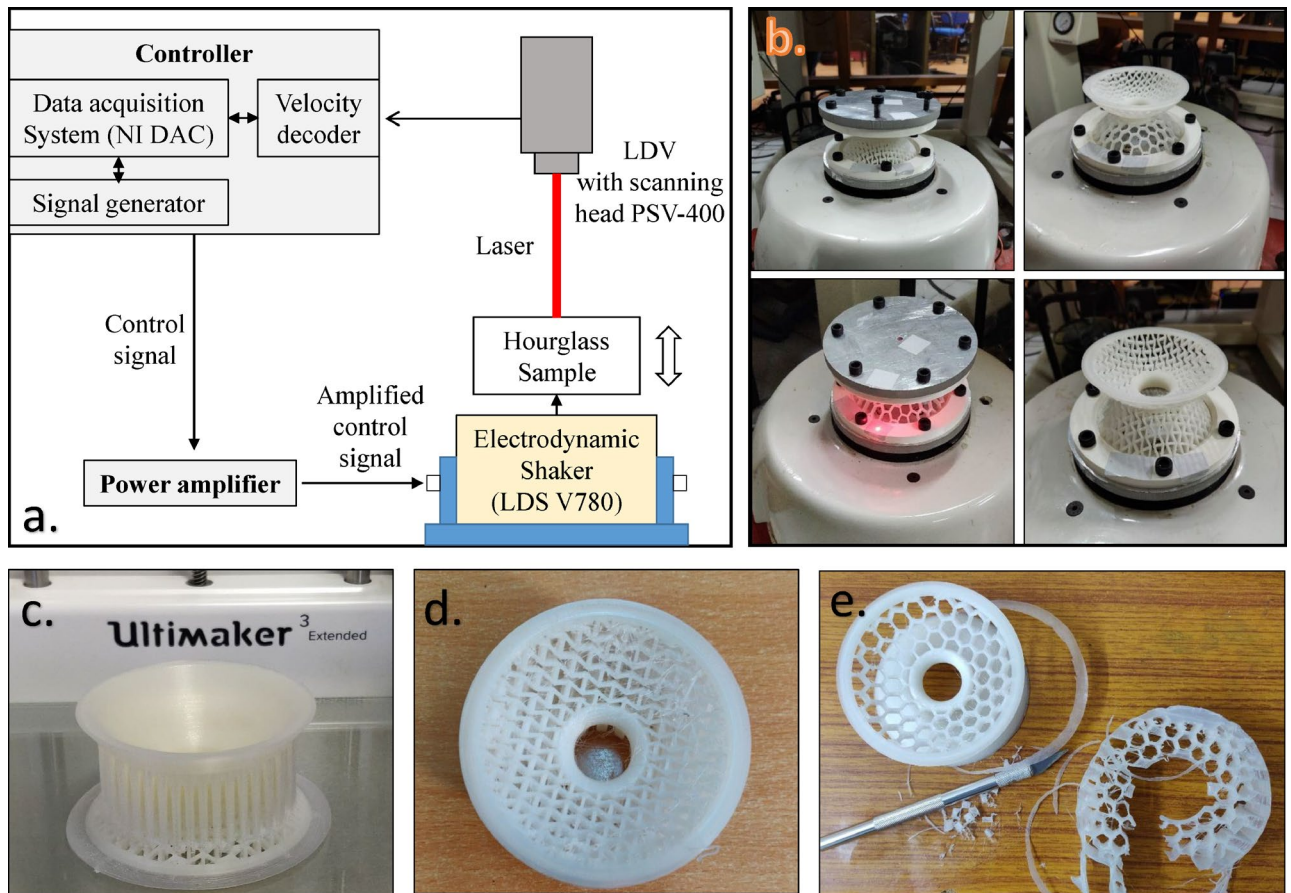 a.
Controller
Data acquisition
System (NI DAC)
Velocity
decoder
Signal generator
LDV
with scanning
head PSV-400
Laser
Control
signal
Hourglass
Sample
Amplified
control
signal
Power amplifier
Electrodynamic
Shaker
(LDS V780)
b.
c.
Ultimaker 3
Extended
d.
e.